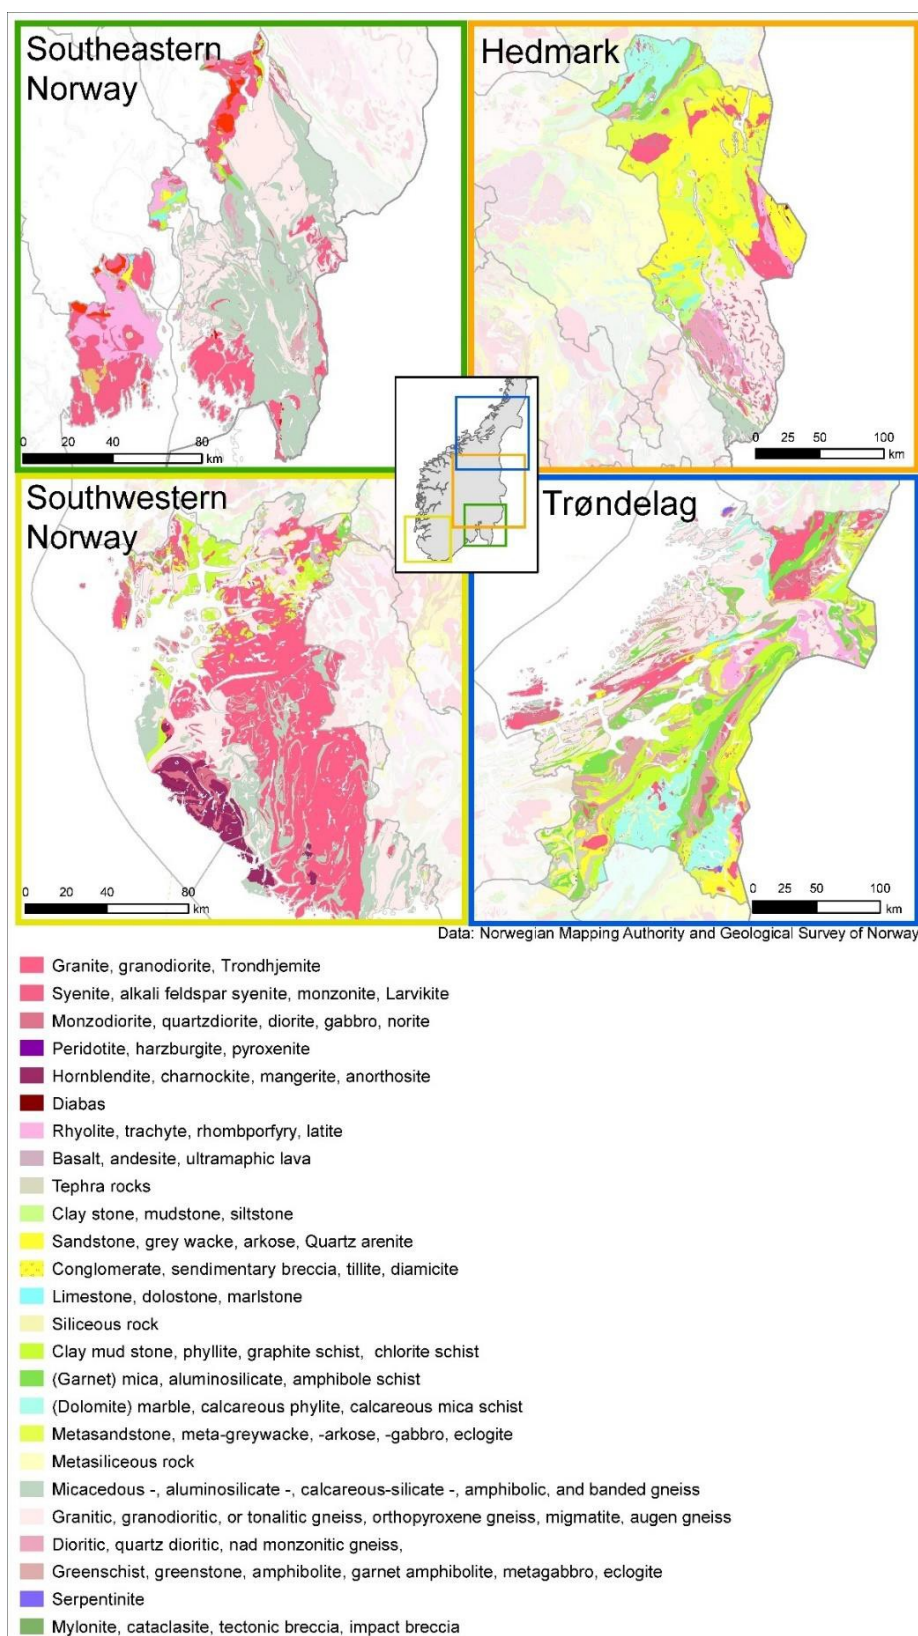 Southeastern
Norway
0 20 40 80
km
Hedmark
0 25 50 100
km
Southwestern
Norway
0 20 40 80
km
Trøndelag
0 25 50 100
km
Data: Norwegian Mapping Authority and Geological Survey of Norway
Granite, granodiorite, Trondhjemite
Syenite, alkali feldspar syenite, monzonite, Larvikite
Monzodiorite, quartzdiorite, diorite, gabbro, norite
Peridotite, harzburgite, pyroxenite
Hornblendite, charnockite, mangerite, anorthosite
Diabas
Rhyolite, trachyte, rhombporfyry, latite
Basalt, andesite, ultramaphic lava
Tephra rocks
Clay stone, mudstone, siltstone
Sandstone, grey wacke, arkose, Quartz arenite
Conglomerate, sendimentary breccia, tillite, diamicite
Limestone, dolostone, marlstone
Siliceous rock
Clay mud stone, phyllite, graphite schist, chlorite schist
(Garnet) mica, aluminosilicate, amphibole schist
(Dolomite) marble, calcareous phylite, calcareous mica schist
Metasandstone, meta-greywacke, -arkose, -gabbro, eclogite
Metasiliceous rock
Micacedous -, aluminosilicate -, calcareous-silicate -, amphibolic, and banded gneiss
Granitic, granodioritic, or tonalitic gneiss, orthopyroxene gneiss, migmatite, augen gneiss
Dioritic, quartz dioritic, nad monzonitic gneiss,
Greenschist, greenstone, amphibolite, garnet amphibolite, metagabbro, eclogite
Serpentinite
Mylonite, cataclasite, tectonic breccia, impact breccia